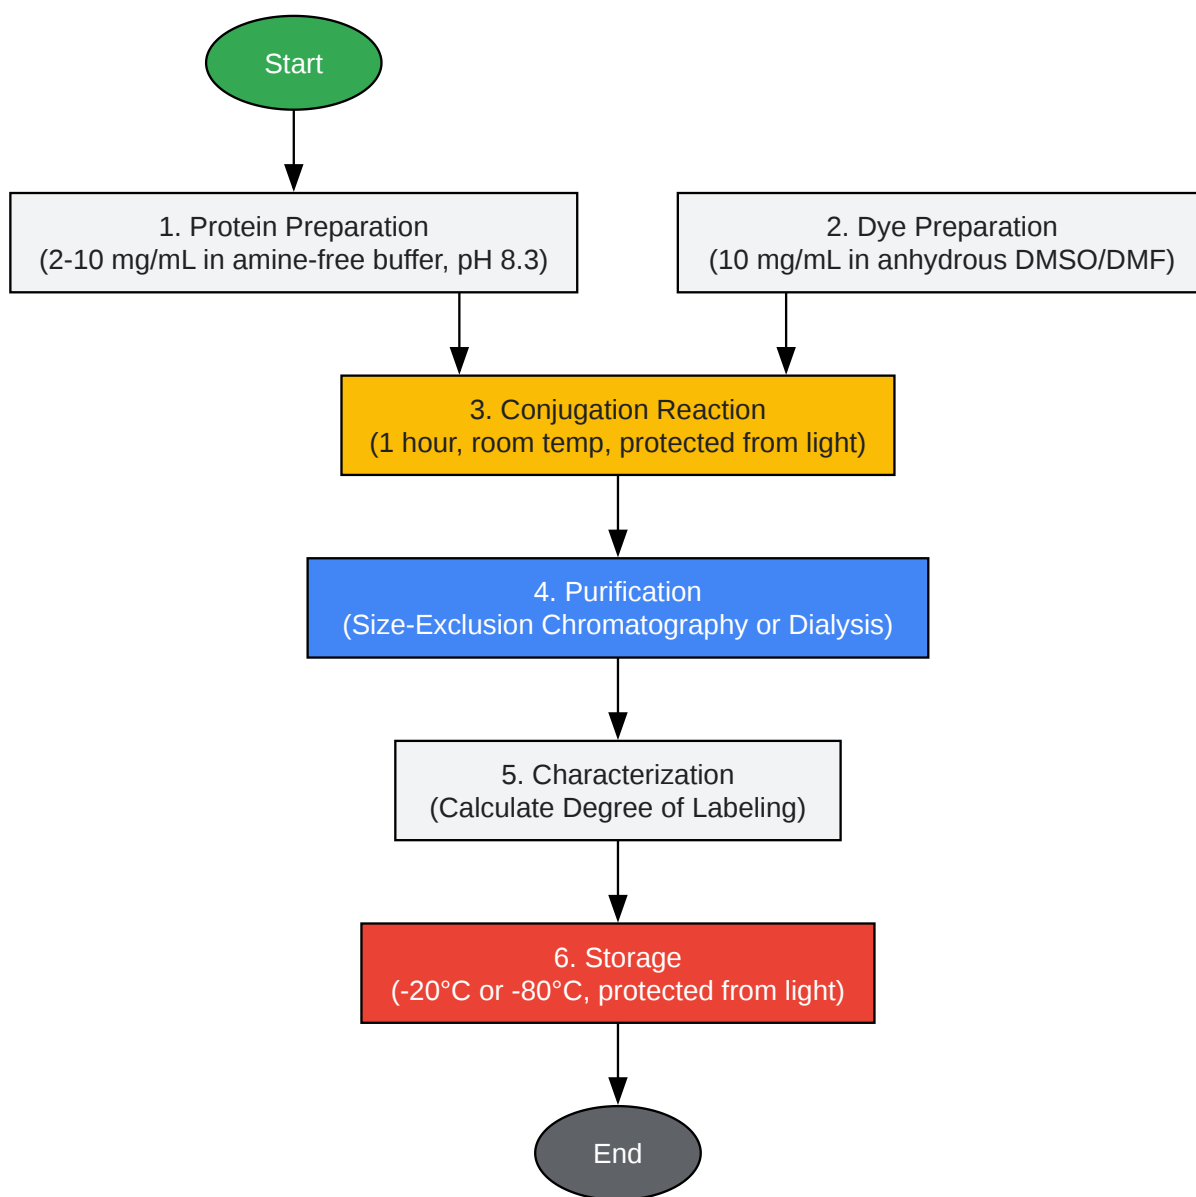 Start
1. Protein Preparation
(2-10 mg/mL in amine-free buffer, pH 8.3)
2. Dye Preparation
(10 mg/mL in anhydrous DMSO/DMF)
3. Conjugation Reaction
(1 hour, room temp, protected from light)
4. Purification
(Size-Exclusion Chromatography or Dialysis)
5. Characterization
(Calculate Degree of Labeling)
6. Storage
(-20°C or -80°C, protected from light)
End